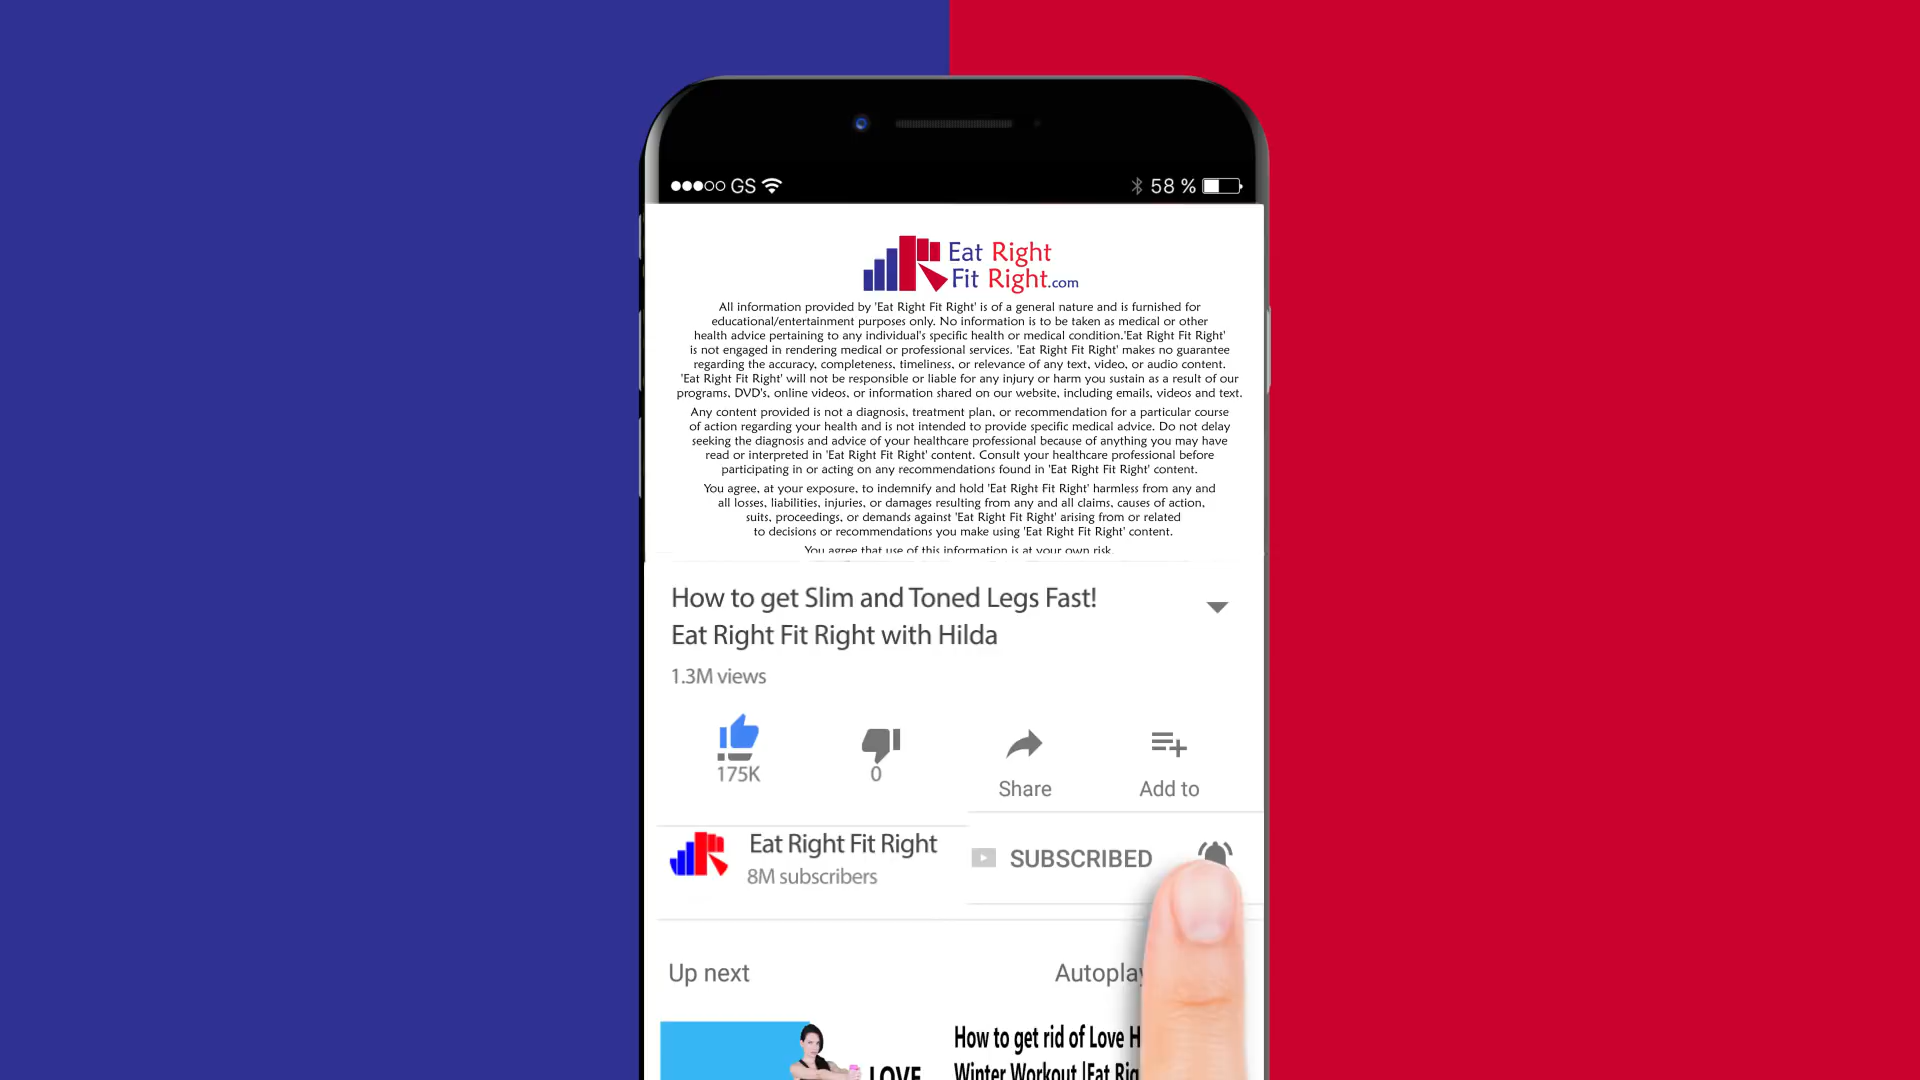 GS
58 %
Eat Right
Fit Right.com
All information provided by 'Eat Right Fit Right' is of a general nature and is furnished for
educational/entertainment purposes only. No information is to be taken as medical or other
health advice pertaining to any individual's specific health or medical condition.'Eat Right Fit Right'
is not engaged in rendering medical or professional services. 'Eat Right Fit Right' makes no guarantee
regarding the accuracy, completeness, timeliness, or relevance of any text, video, or audio content.
'Eat Right Fit Right' will not be responsible or liable for any injury or harm you sustain as a result of our
programs, DVD's, online videos, or information shared on our website, including emails, videos and text.
Any content provided is not a diagnosis, treatment plan, or recommendation for a particular course
of action regarding your health and is not intended to provide specific medical advice. Do not delay
seeking the diagnosis and advice of your healthcare professional because of anything you may have
read or interpreted in 'Eat Right Fit Right' content. Consult your healthcare professional before
participating in or acting on any recommendations found in 'Eat Right Fit Right' content.
You agree, at your exposure, to indemnify and hold 'Eat Right Fit Right' harmless from any and
all losses, liabilities, injuries, or damages resulting from any and all claims, causes of action,
suits, proceedings, or demands against 'Eat Right Fit Right' arising from or related
to decisions or recommendations you make using 'Eat Right Fit Right' content.
You agree that use of this information is at your own risk.
How to get Slim and Toned Legs Fast!
Eat Right Fit Right with Hilda
1.3M views
175K
0
Share
Add to
Eat Right Fit Right
8M subscribers
SUBSCRIBED
Up next
Autoplay
LOVE
How to get rid of Love H
Winter Workout |Eat Rig